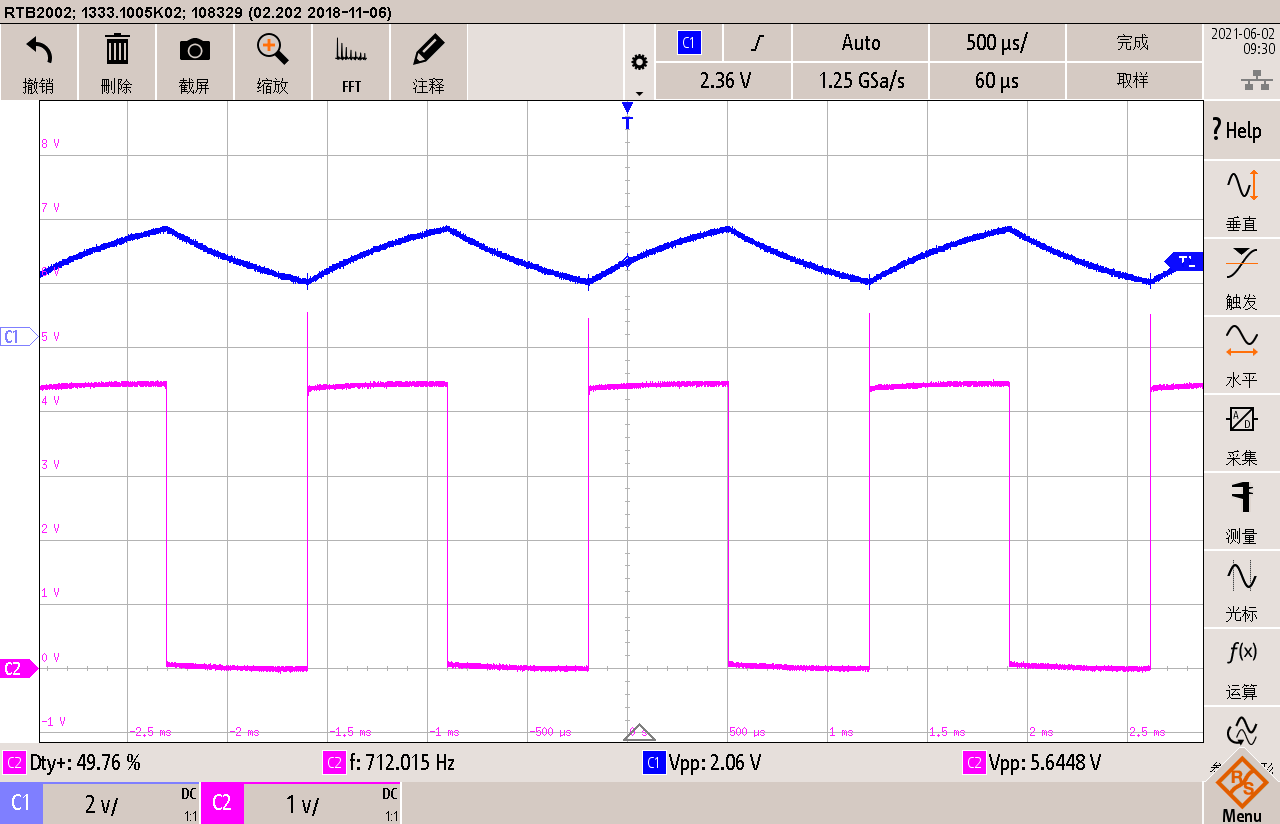 RTB2002; 1333.1005K02; 108329 (02.202 2018-11-06)
撤销
删除
截屏
缩放
FFT
注释
C1
Auto
500 µs/
完成
2.36 V
1.25 GSa/s
60 µs
取样
2021-06-02
09:30
? Help
垂直
触发
水平
A
D
采集
测量
光标
f(x)
运算
R
S
Menu
T
8 V
7 V
5 V
4 V
3 V
2 V
1 V
0 V
-1 V
C1
C2
-2.5 ms
-2 ms
-1.5 ms
-1 ms
-500 µs
0 s
500 µs
1 ms
1.5 ms
2 ms
2.5 ms
C2 Dty+: 49.76 %
C2 f: 712.015 Hz
C1 Vpp: 2.06 V
C2 Vpp: 5.6448 V
C1
2 v/
DC
1:1
C2
1 v/
DC
1:1